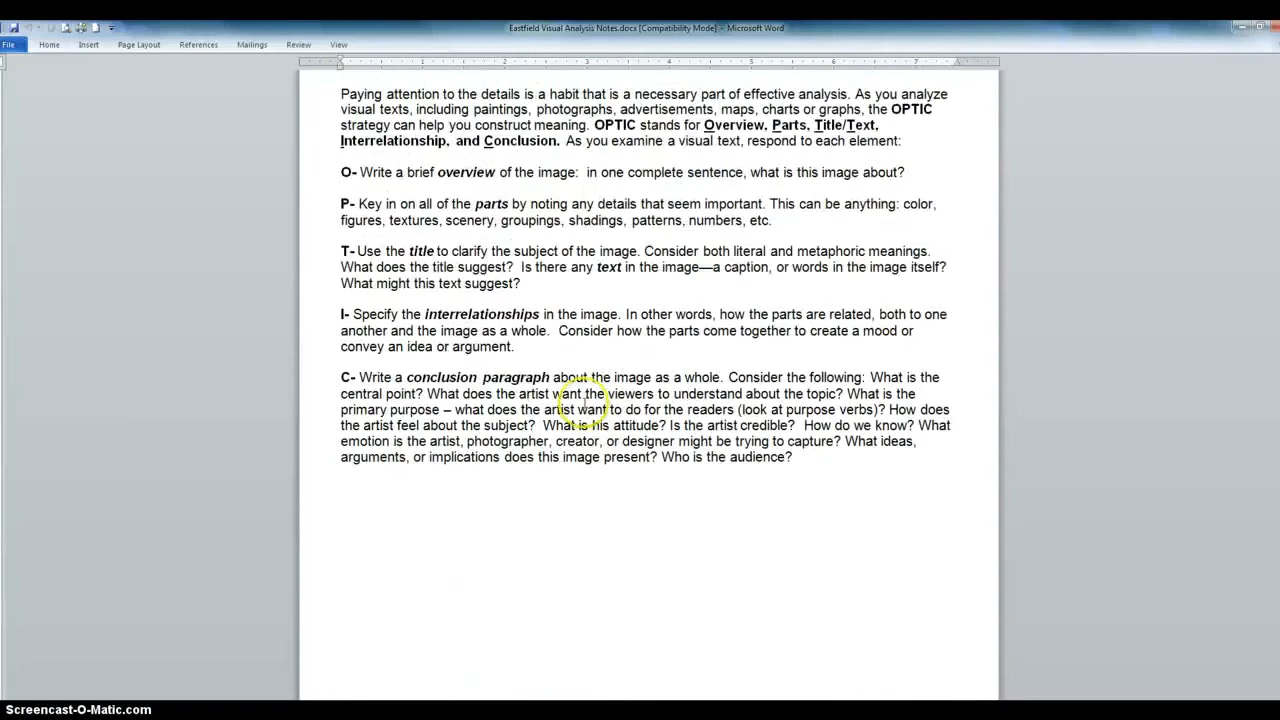 Eastfield Visual Analysis Notes.docx [Compatibility Mode] - Microsoft Word
File Home Insert Page Layout References Mailings Review View
1 2 3 4 5 6 7
Paying attention to the details is a habit that is a necessary part of effective analysis. As you analyze
visual texts, including paintings, photographs, advertisements, maps, charts or graphs, the OPTIC
strategy can help you construct meaning. OPTIC stands for Overview, Parts, Title/Text,
Interrelationship, and Conclusion. As you examine a visual text, respond to each element:
O- Write a brief overview of the image: in one complete sentence, what is this image about?
P- Key in on all of the parts by noting any details that seem important. This can be anything: color,
figures, textures, scenery, groupings, shadings, patterns, numbers, etc.
T- Use the title to clarify the subject of the image. Consider both literal and metaphoric meanings.
What does the title suggest? Is there any text in the image—a caption, or words in the image itself?
What might this text suggest?
I- Specify the interrelationships in the image. In other words, how the parts are related, both to one
another and the image as a whole. Consider how the parts come together to create a mood or
convey an idea or argument.
C- Write a conclusion paragraph about the image as a whole. Consider the following: What is the
central point? What does the artist want the viewers to understand about the topic? What is the
primary purpose – what does the artist want to do for the readers (look at purpose verbs)? How does
the artist feel about the subject? What is his attitude? Is the artist credible? How do we know? What
emotion is the artist, photographer, creator, or designer might be trying to capture? What ideas,
arguments, or implications does this image present? Who is the audience?
Screencast-O-Matic.com